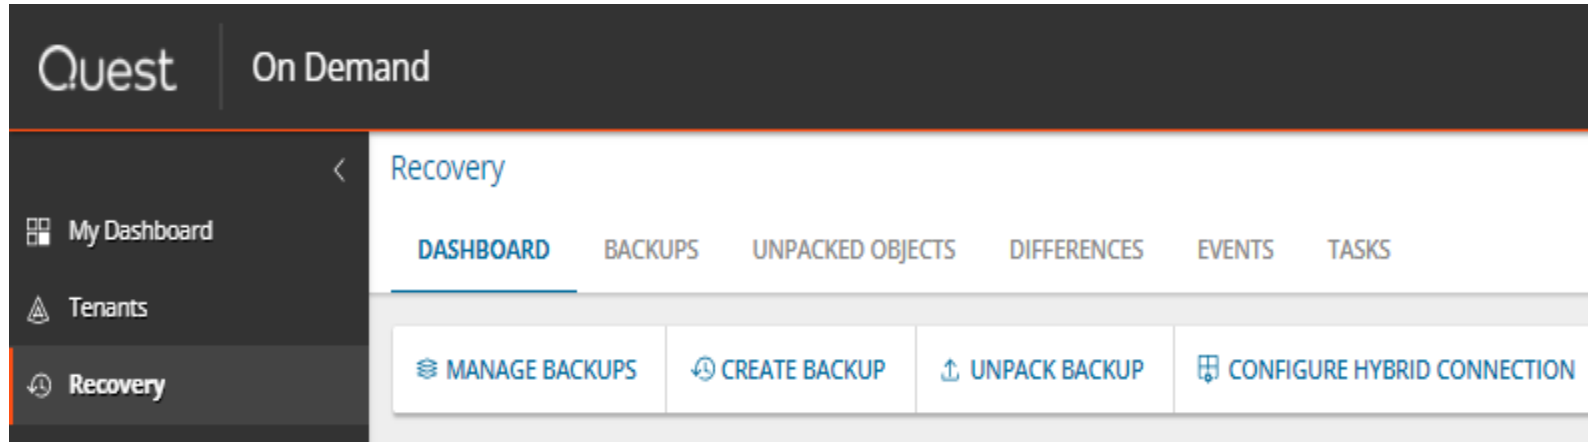 Quest On Demand
Recovery
My Dashboard
DASHBOARD BACKUPS UNPACKED OBJECTS DIFFERENCES EVENTS TASKS
Tenants
MANAGE BACKUPS CREATE BACKUP UNPACK BACKUP CONFIGURE HYBRID CONNECTION
Recovery